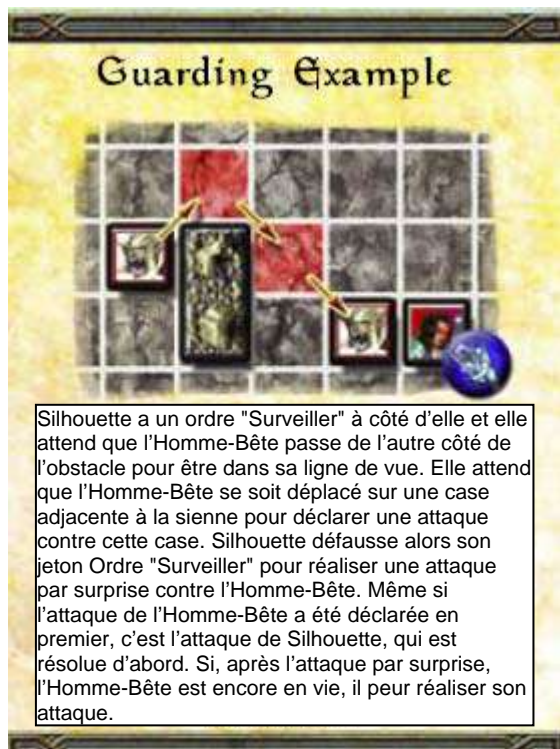 Guarding Example
Silhouette a un ordre "Surveiller" à côté d'elle et elle
attend que l'Homme-Bête passe de l'autre côté de
l'obstacle pour être dans sa ligne de vue. Elle attend
que l'Homme-Bête se soit déplacé sur une case
adjacente à la sienne pour déclarer une attaque
contre cette case. Silhouette défausse alors son
jeton Ordre "Surveiller" pour réaliser une attaque
par surprise contre l'Homme-Bête. Même si
l'attaque de l'Homme-Bête a été déclarée en
premier, c'est l'attaque de Silhouette, qui est
résolue d'abord. Si, après l'attaque par surprise,
l'Homme-Bête est encore en vie, il peur réaliser son
attaque.